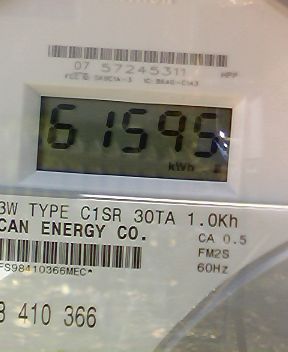 07 57245311
61595
kWh
3W TYPE C1SR 30TA 1.0Kh
CAN ENERGY CO.
CA 0.5
FM2S
60Hz
FS98410366MEC*
8 410 366